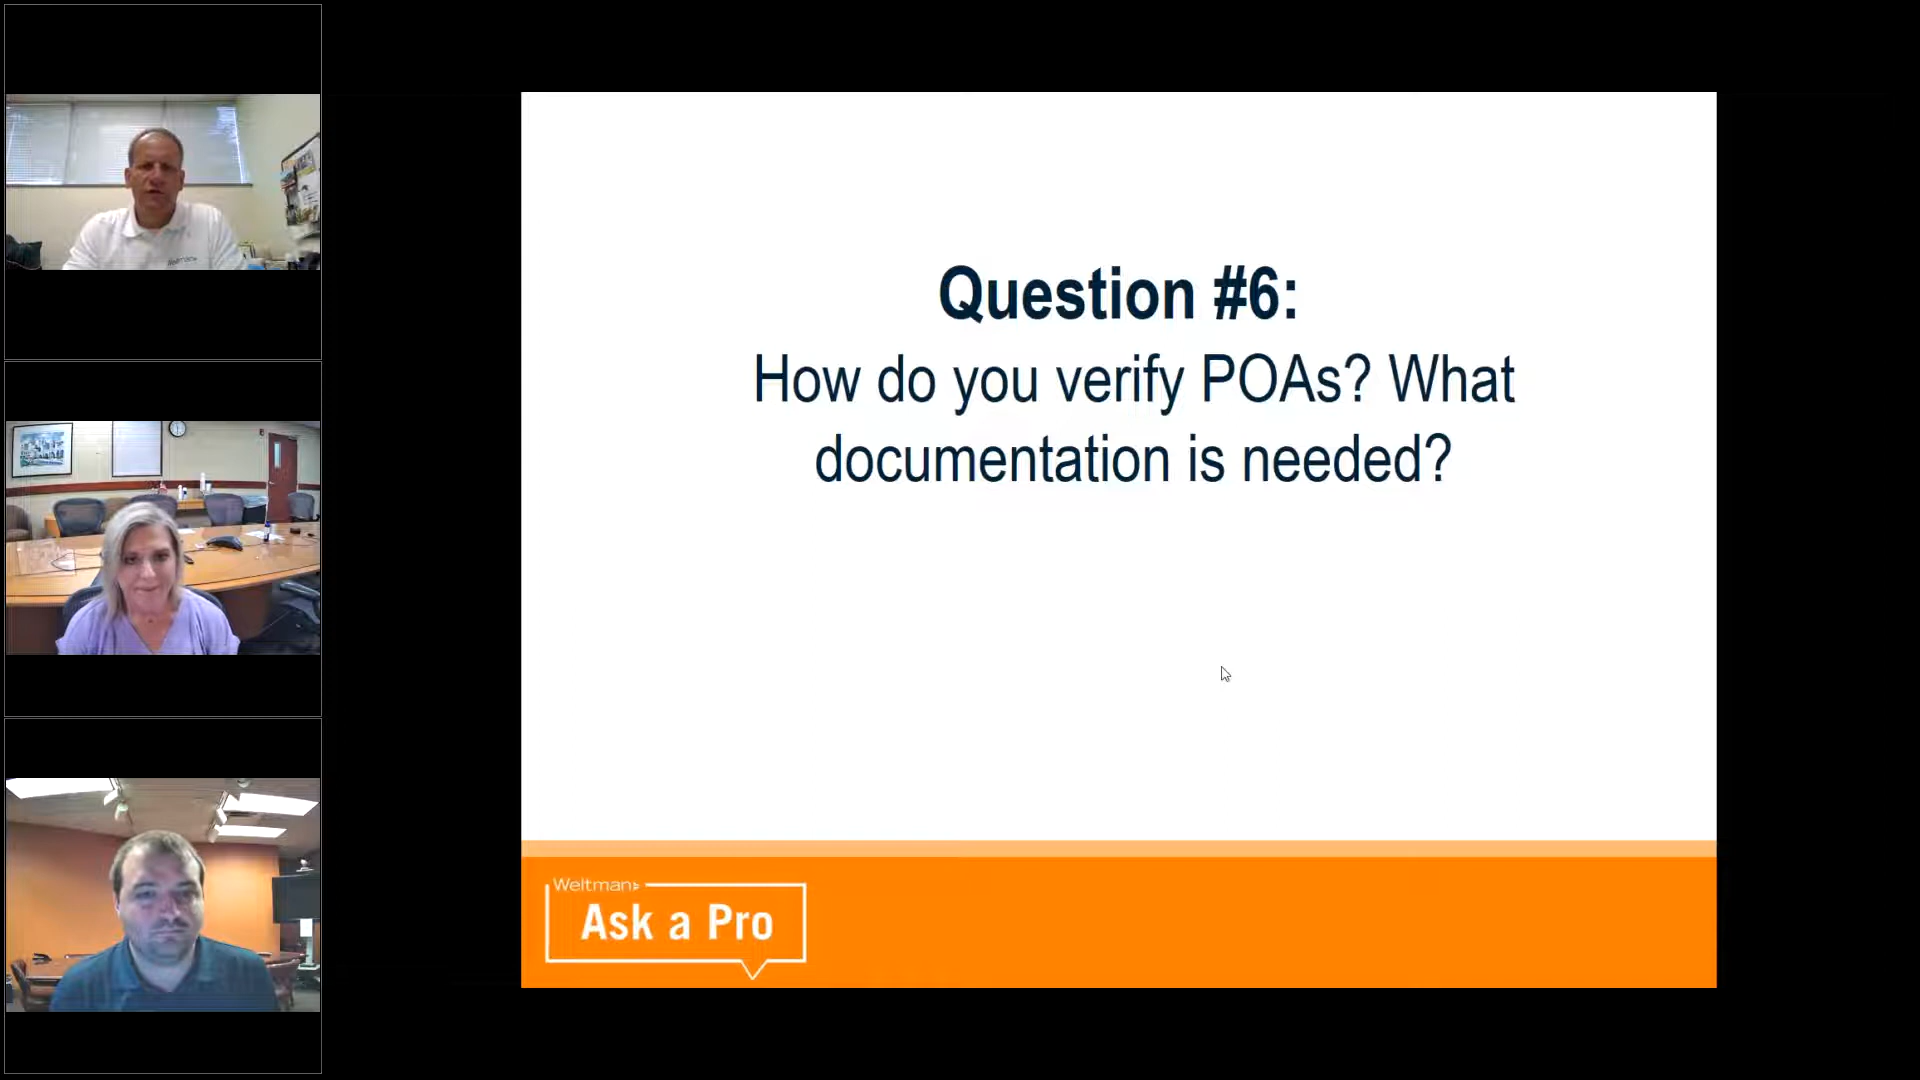 Question #6:
How do you verify POAs? What
documentation is needed?
Weltman
Ask a Pro